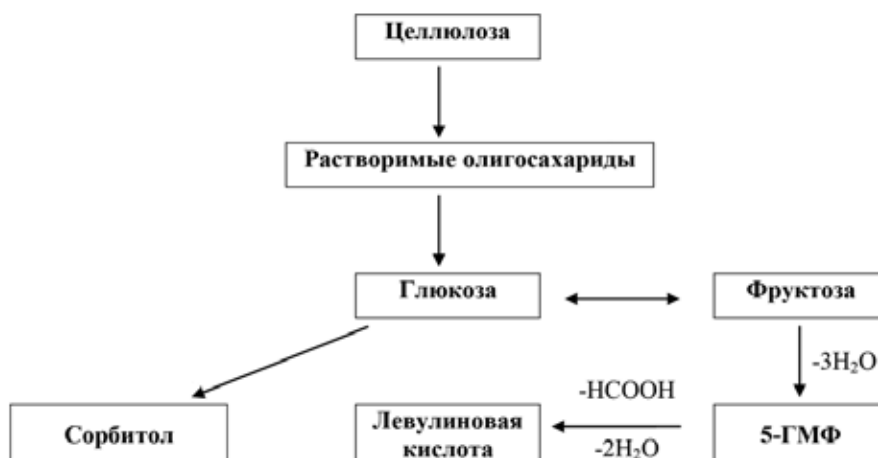 Целлюлоза
Растворимые олигосахариды
Глюкоза
Фруктоза
-3H₂O
-HCOOH
Сорбитол
Левулиновая
кислота
-2H₂O
5-ГМФ